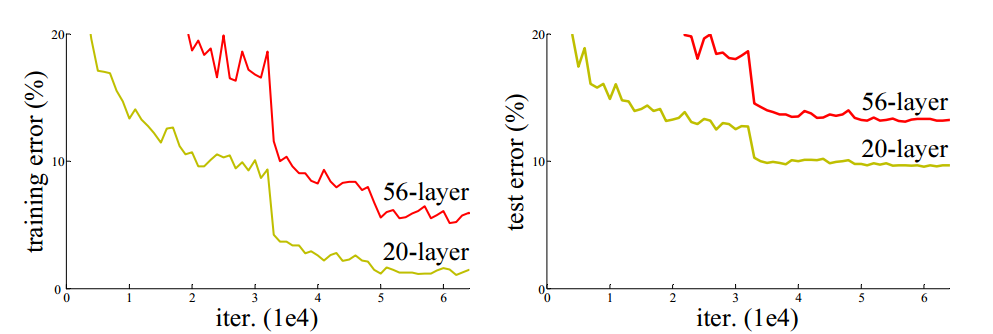 20
10
0
training error (%)
56-layer
20-layer
0 1 2 3 4 5 6
iter. (1e4)
20
10
0
test error (%)
56-layer
20-layer
0 1 2 3 4 5 6
iter. (1e4)